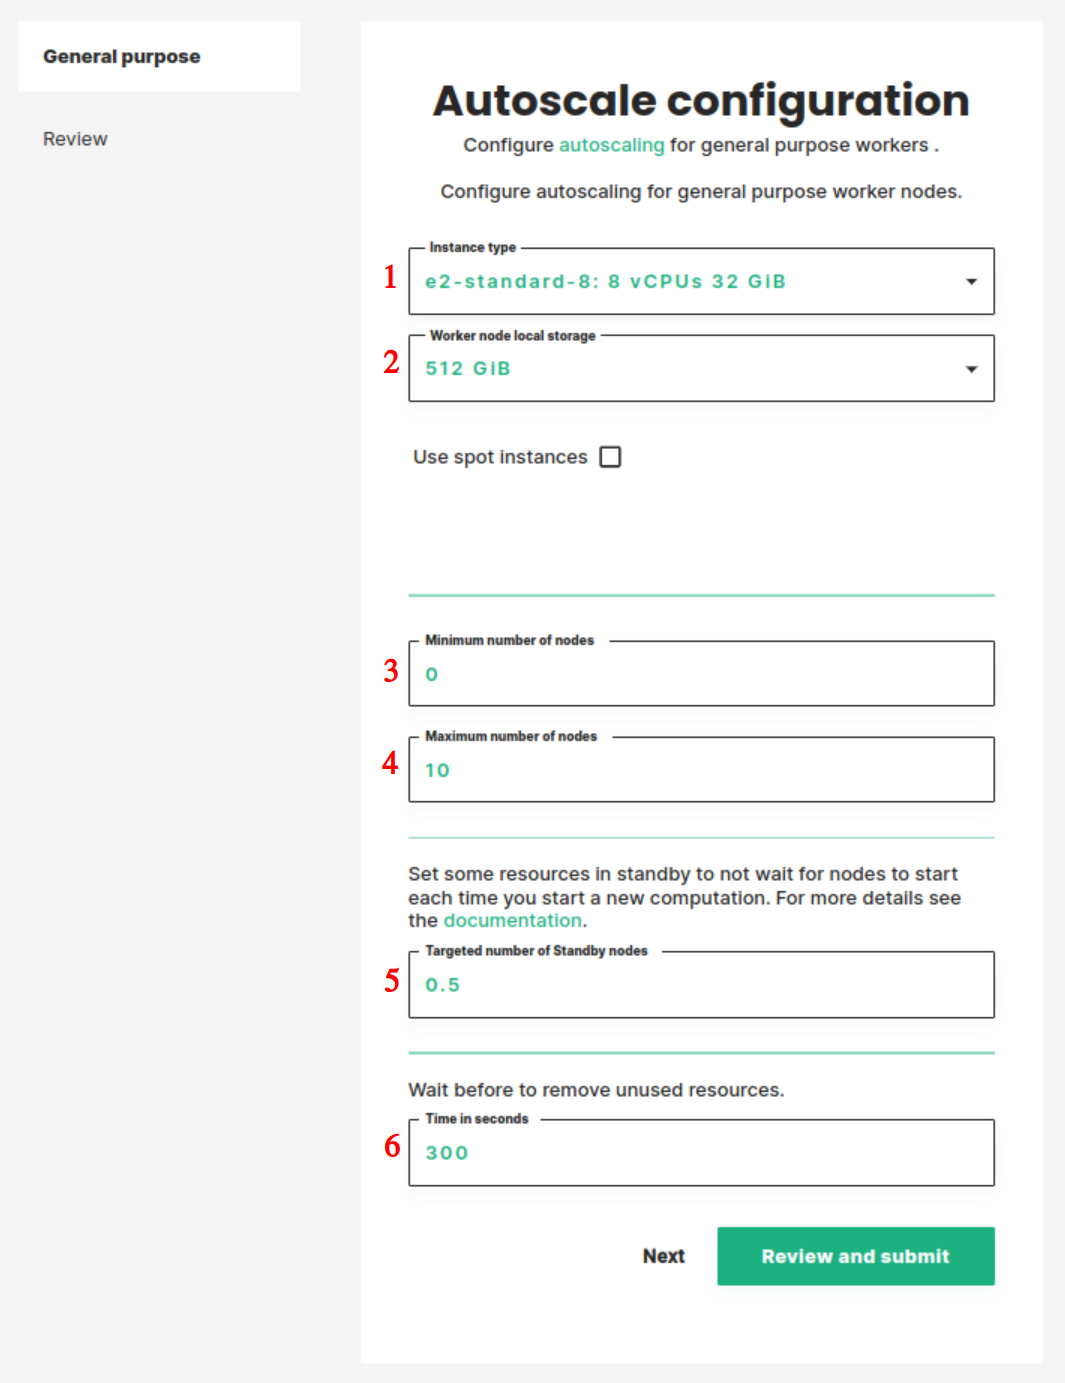 General purpose
Review
Autoscale configuration
Configure autoscaling for general purpose workers .
Configure autoscaling for general purpose worker nodes.
Instance type
1
e2-standard-8: 8 vCPUs 32 GiB
Worker node local storage
2
512 GiB
Use spot instances
Minimum number of nodes
3
0
Maximum number of nodes
4
10
Set some resources in standby to not wait for nodes to start
each time you start a new computation. For more details see
the documentation.
Targeted number of Standby nodes
5
0.5
Wait before to remove unused resources.
Time in seconds
6
300
Next
Review and submit